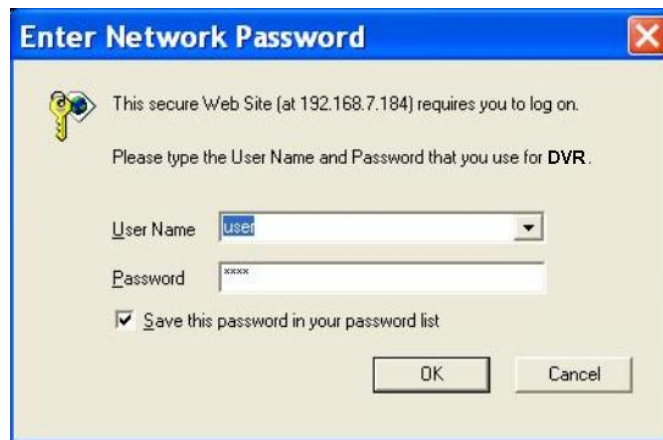 Enter Network Password
This secure Web Site (at 192.168.7.184) requires you to log on.
Please type the User Name and Password that you use for DVR.
User Name user
Password ****
Save this password in your password list
OK Cancel